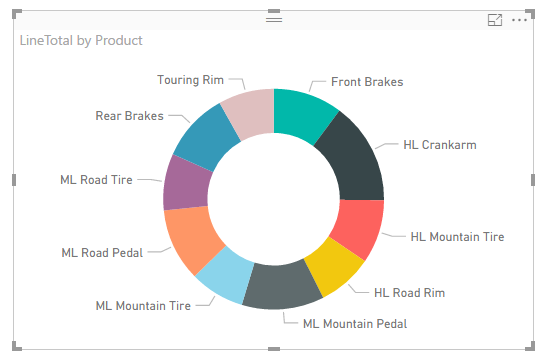 LineTotal by Product
Touring Rim
Front Brakes
Rear Brakes
HL Crankarm
ML Road Tire
HL Mountain Tire
ML Road Pedal
HL Road Rim
ML Mountain Tire
ML Mountain Pedal